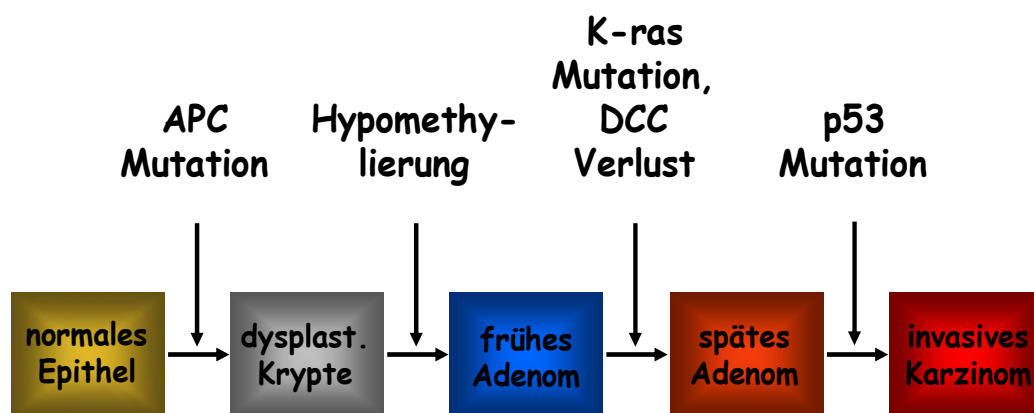 APC
Mutation
Hypomethy-
lierung
K-ras
Mutation,
DCC
Verlust
p53
Mutation
normales
Epithel
dysplast.
Krypte
frühes
Adenom
spätes
Adenom
invasives
Karzinom